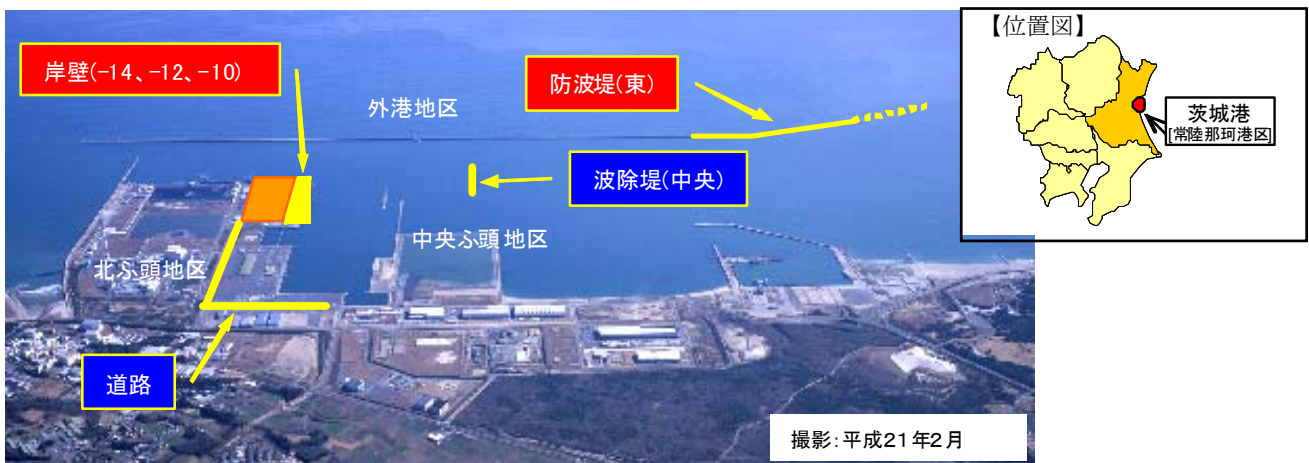 岸壁(-14、-12、-10)
外港地区
防波堤(東)
波除堤(中央)
中央ふ頭地区
北ふ頭地区
道路
撮影:平成21年2月
【位置図】
茨城港
[常陸那珂港区]